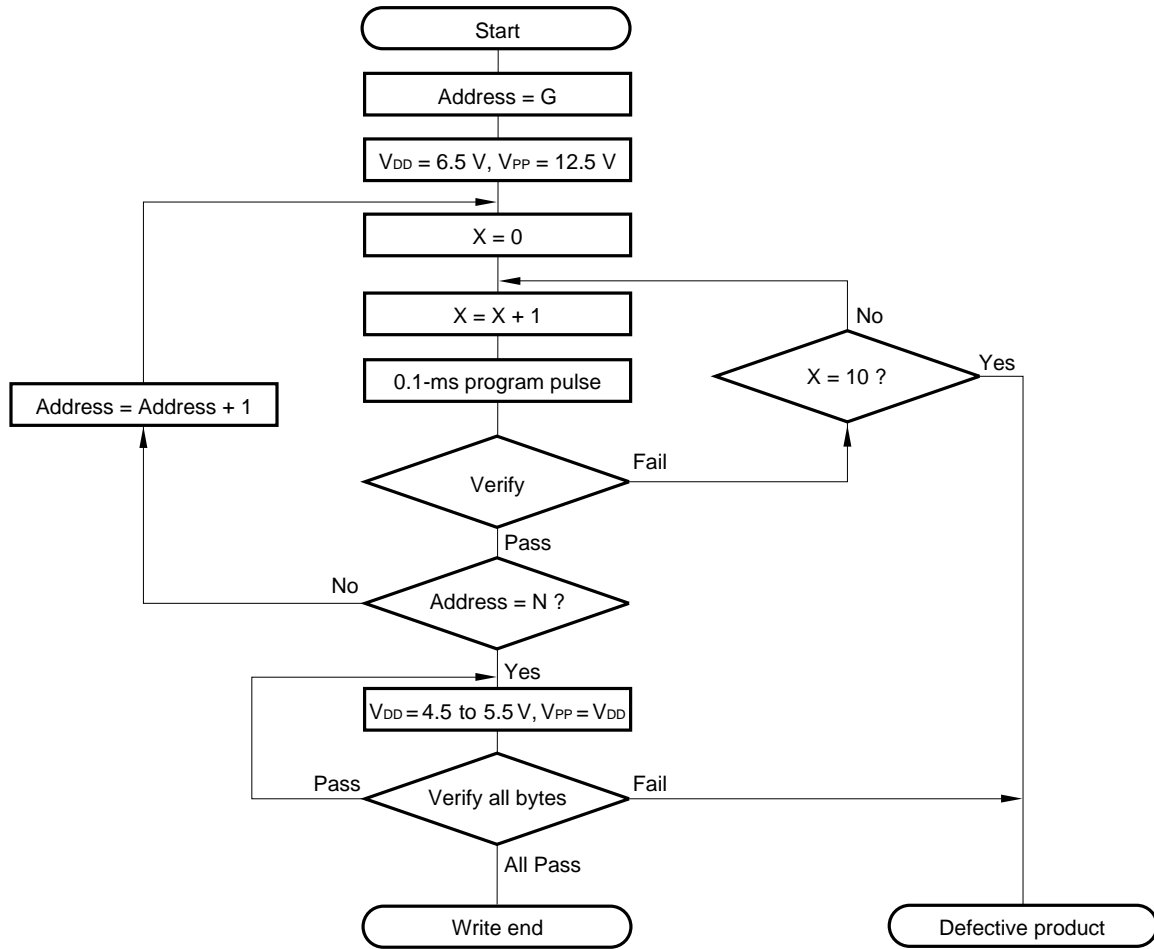 Start
Address = G
VDD = 6.5 V, VPP = 12.5 V
X = 0
X = X + 1
No
0.1-ms program pulse
X = 10 ?
Yes
Address = Address + 1
Verify
Fail
Pass
No
Address = N ?
Yes
VDD = 4.5 to 5.5 V, VPP = VDD
Pass
Verify all bytes
Fail
All Pass
Write end
Defective product